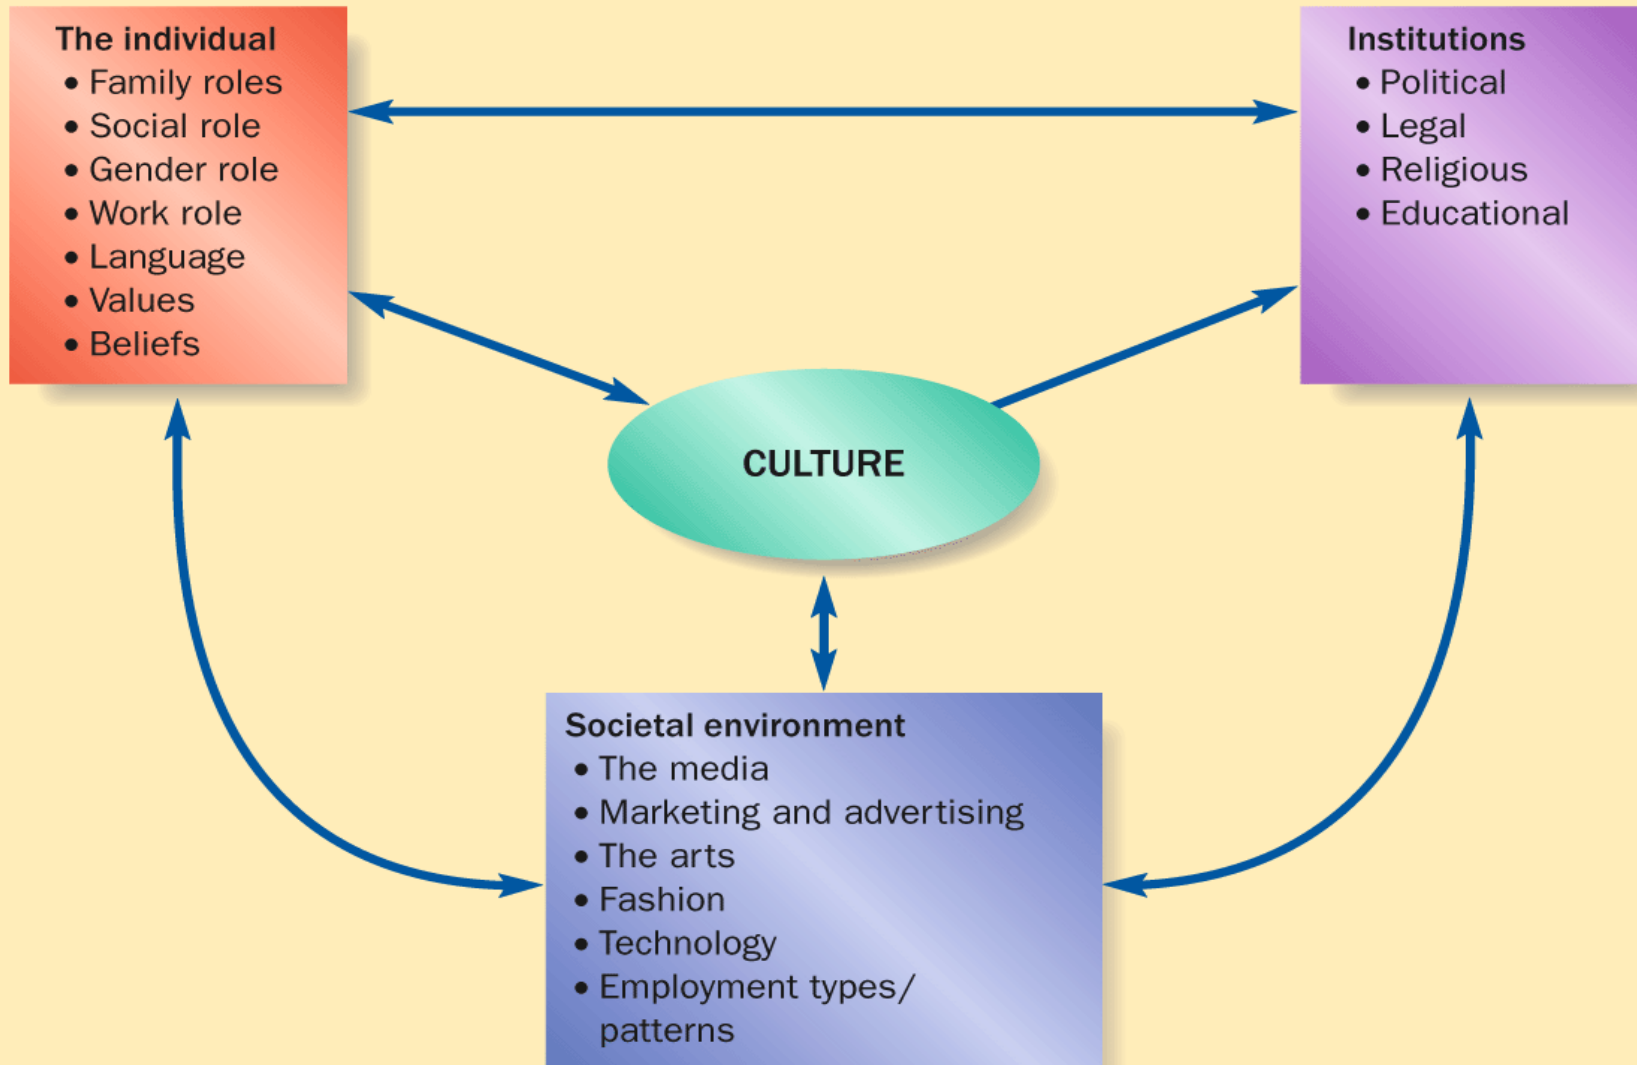 The individual
• Family roles
• Social role
• Gender role
• Work role
• Language
• Values
• Beliefs
Institutions
• Political
• Legal
• Religious
• Educational
CULTURE
Societal environment
• The media
• Marketing and advertising
• The arts
• Fashion
• Technology
• Employment types/
patterns